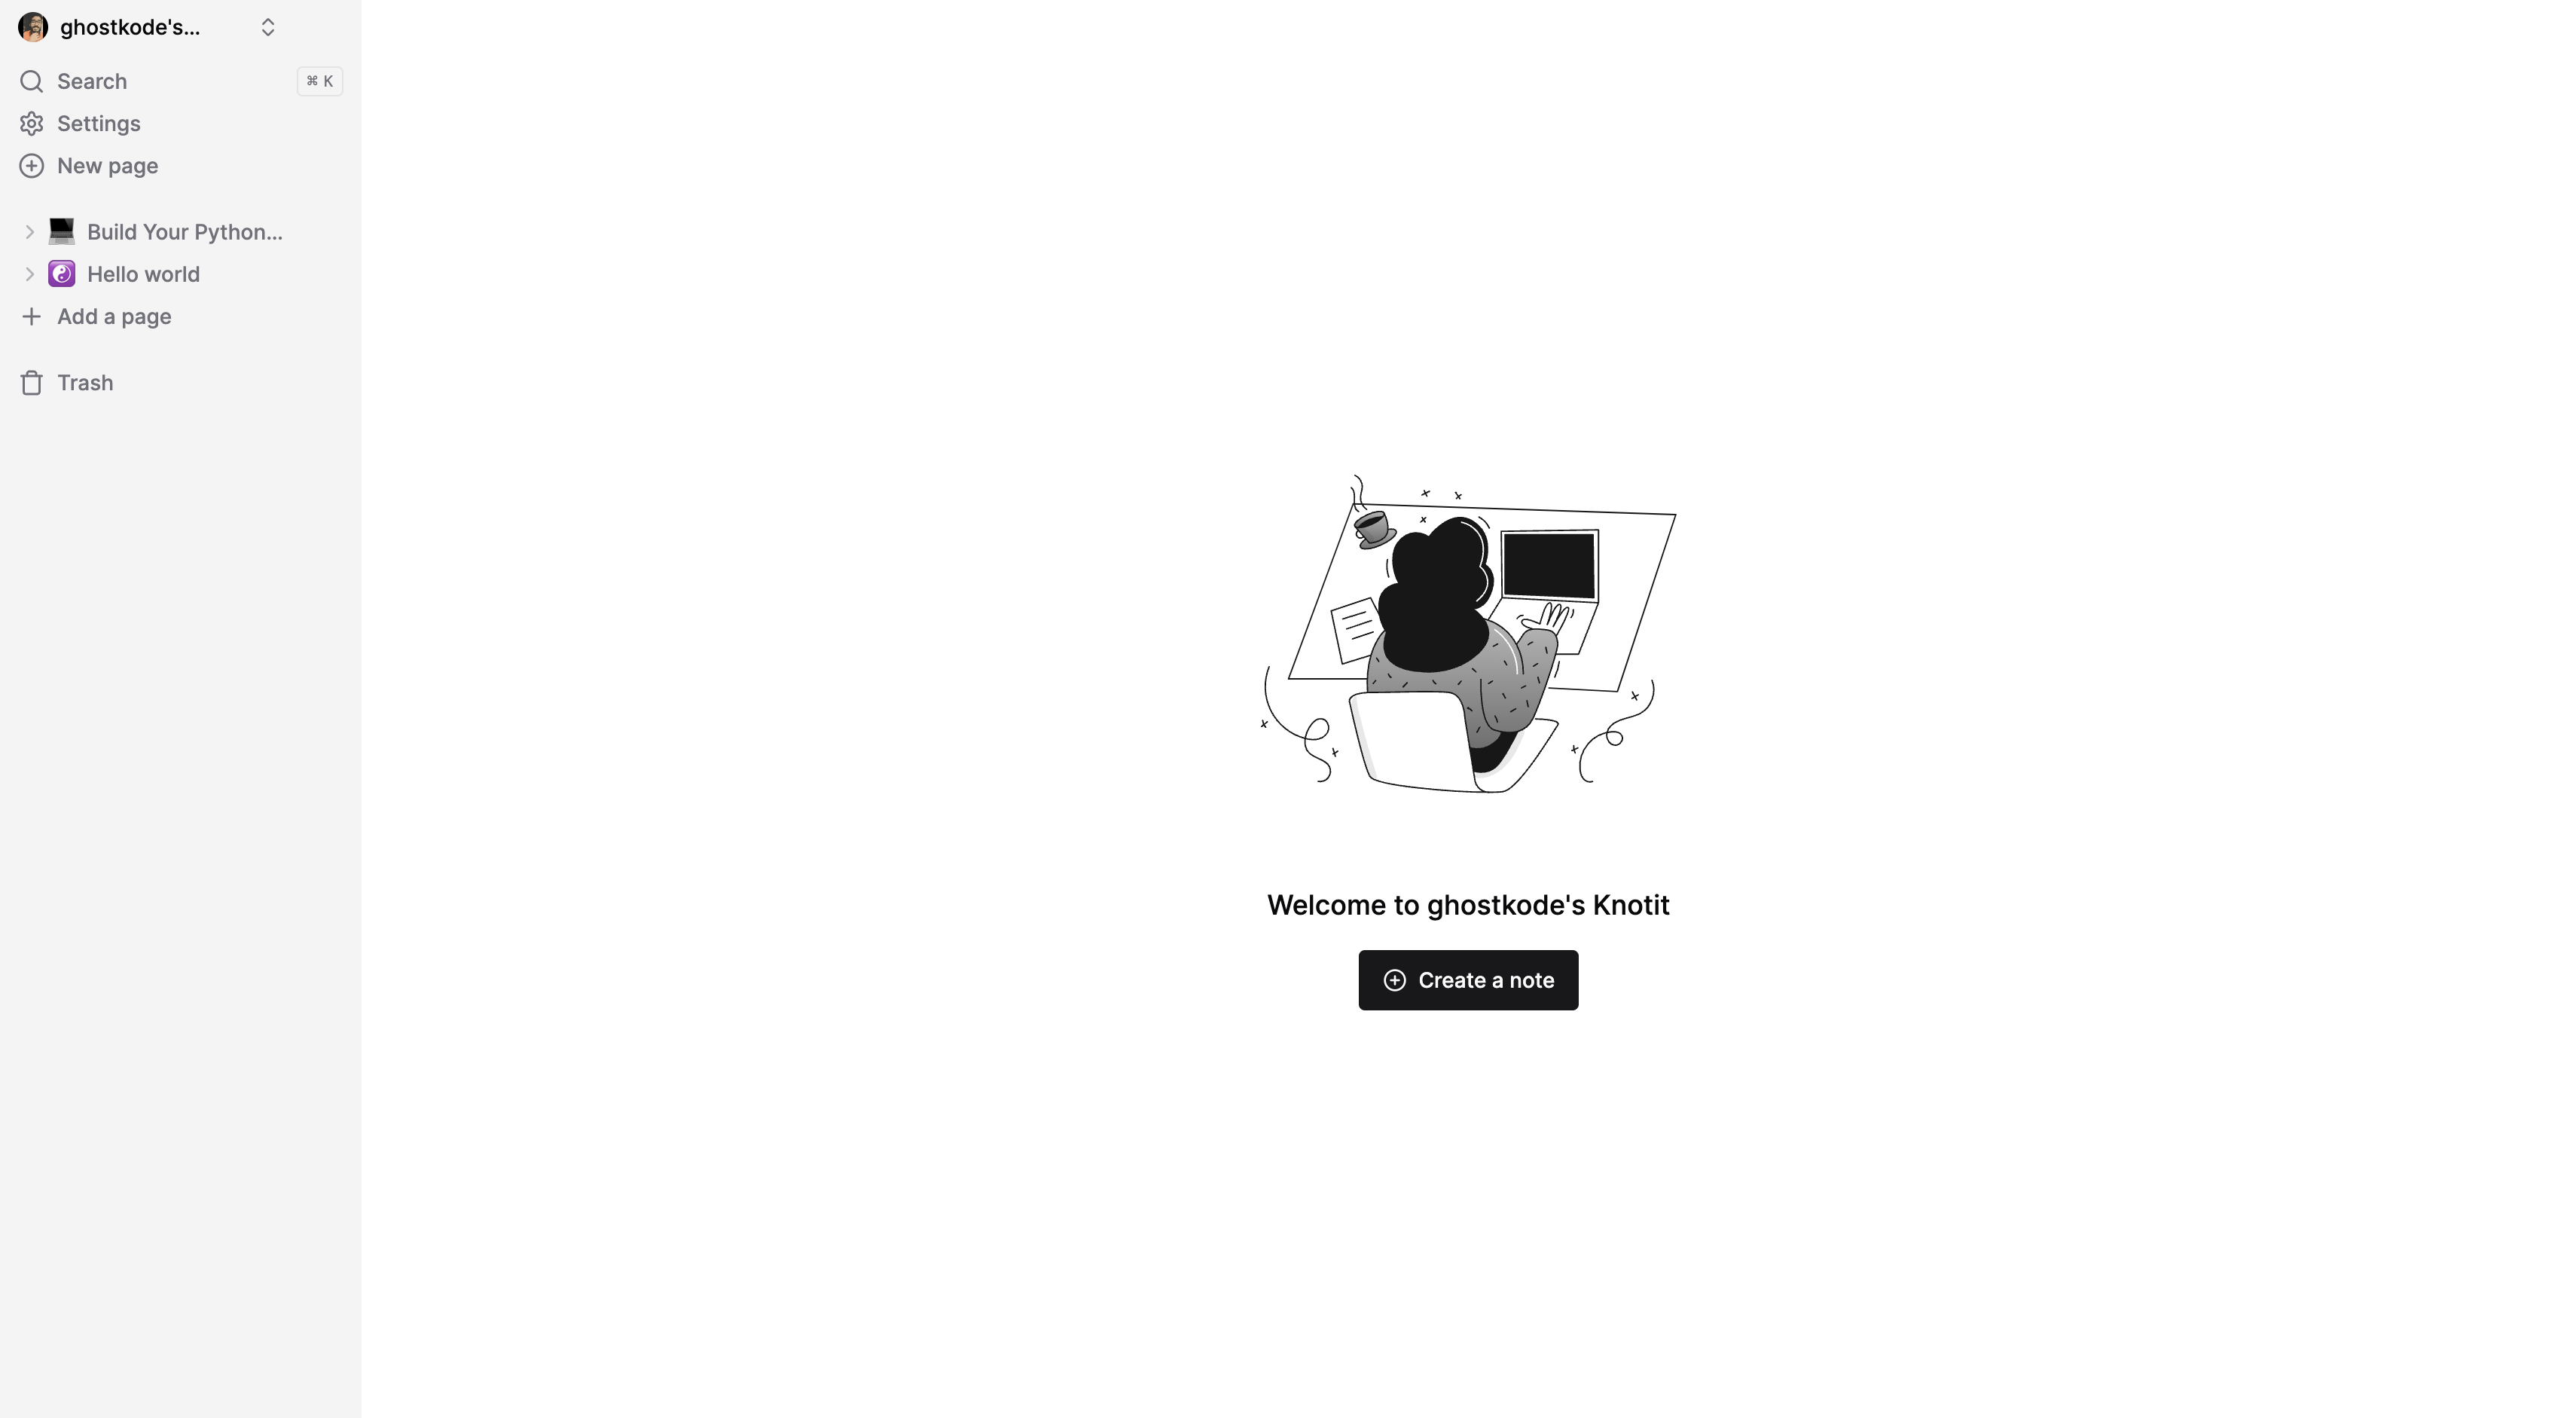 ghostkode's...
Search
⌘ K
Settings
New page
Build Your Python...
Hello world
Add a page
Trash
Welcome to ghostkode's Knotit
Create a note